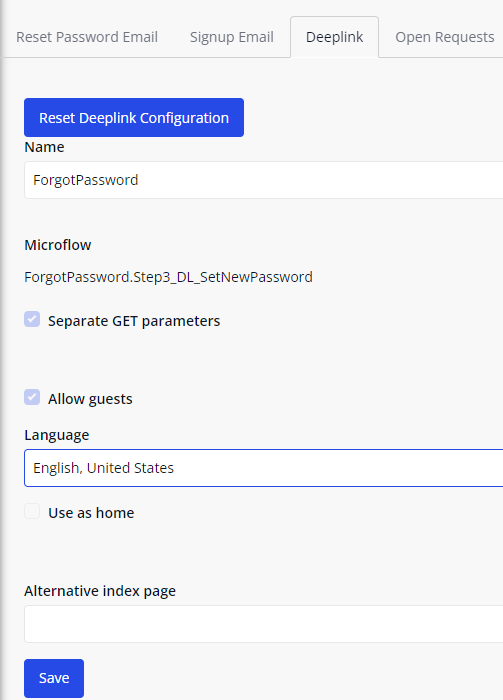 Reset Password Email Signup Email Deeplink Open Requests
Reset Deeplink Configuration
Name
ForgotPassword
Microflow
ForgotPassword.Step3_DL_SetNewPassword
Separate GET parameters
Allow guests
Language
English, United States
Use as home
Alternative index page
Save